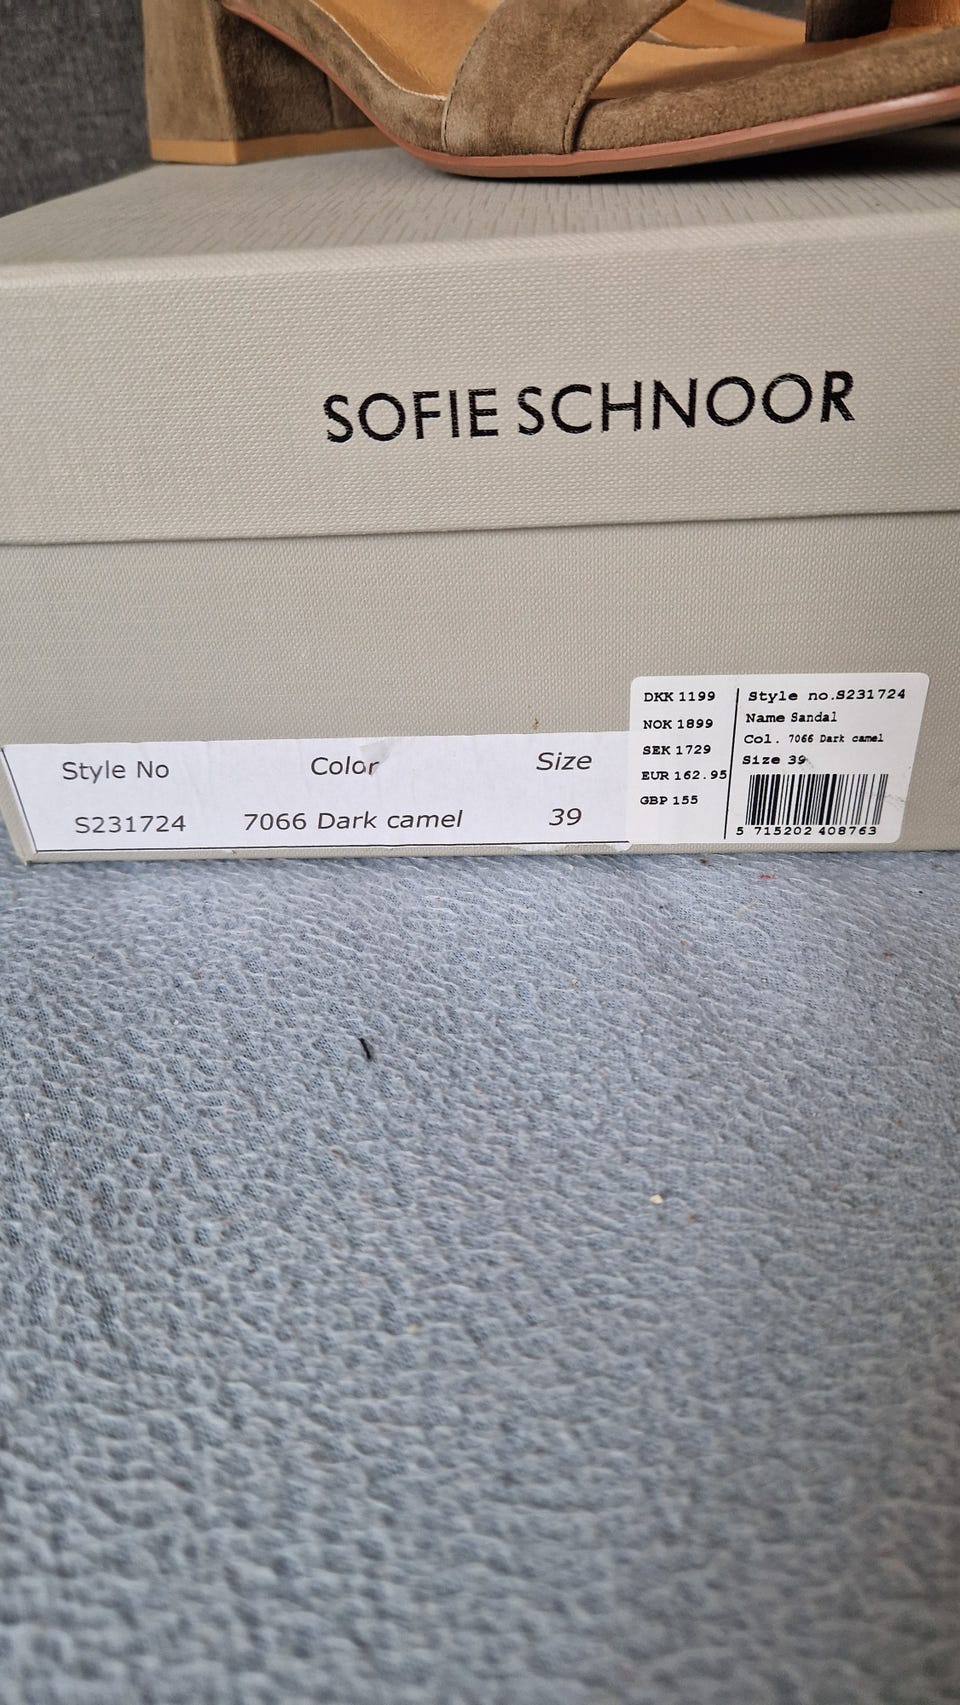 SOFIE SCHNOOR
Style No Color Size
S231724 7066 Dark camel 39
DKK 1199
NOK 1899
SEK 1729
EUR 162.95
GBP 155
Style no.S231724
Name Sandal
Col. 7066 Dark camel
Size 39
5 715202 408763